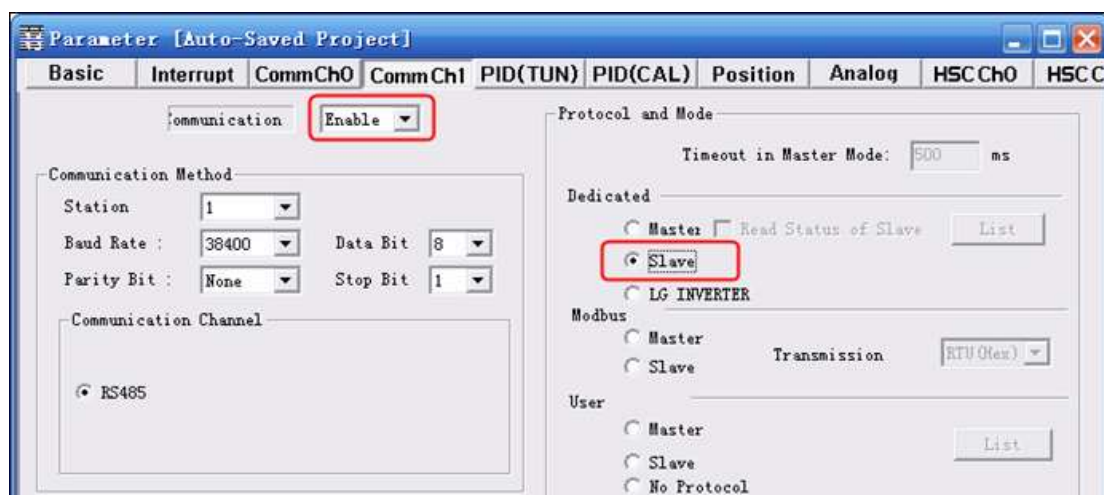 Parameter [Auto-Saved Project]
Basic Interrupt CommCh0 CommCh1 PID(TUN) PID(CAL) Position Analog HSCCh0 HSCC
ommunication Enable
Communication Method
Station 1
Baud Rate : 38400 Data Bit 8
Parity Bit : None Stop Bit 1
Communication Channel
RS485
Protocol and Mode
Timeout in Master Mode: 500 ms
Dedicated
Master Read Status of Slave List
Slave
LG INVERTER
Modbus
Master
Slave
Transmission RTU(Hex)
User
Master
List
Slave
No Protocol